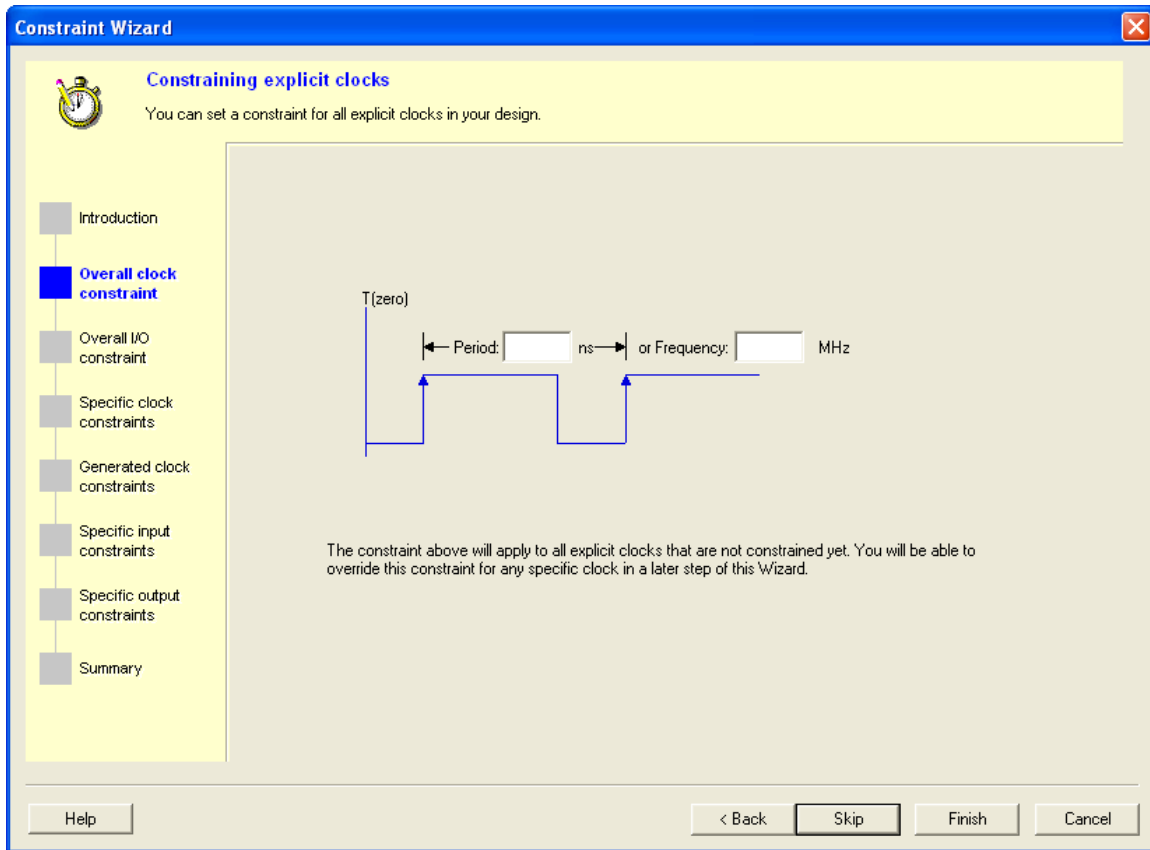 Constraint Wizard
Constraining explicit clocks
You can set a constraint for all explicit clocks in your design.
Introduction
Overall clock
constraint
Overall I/O
constraint
Specific clock
constraints
Generated clock
constraints
Specific input
constraints
Specific output
constraints
Summary
T(zero)
Period: ns or Frequency: MHz
The constraint above will apply to all explicit clocks that are not constrained yet. You will be able to
override this constraint for any specific clock in a later step of this Wizard.
Help < Back Skip Finish Cancel